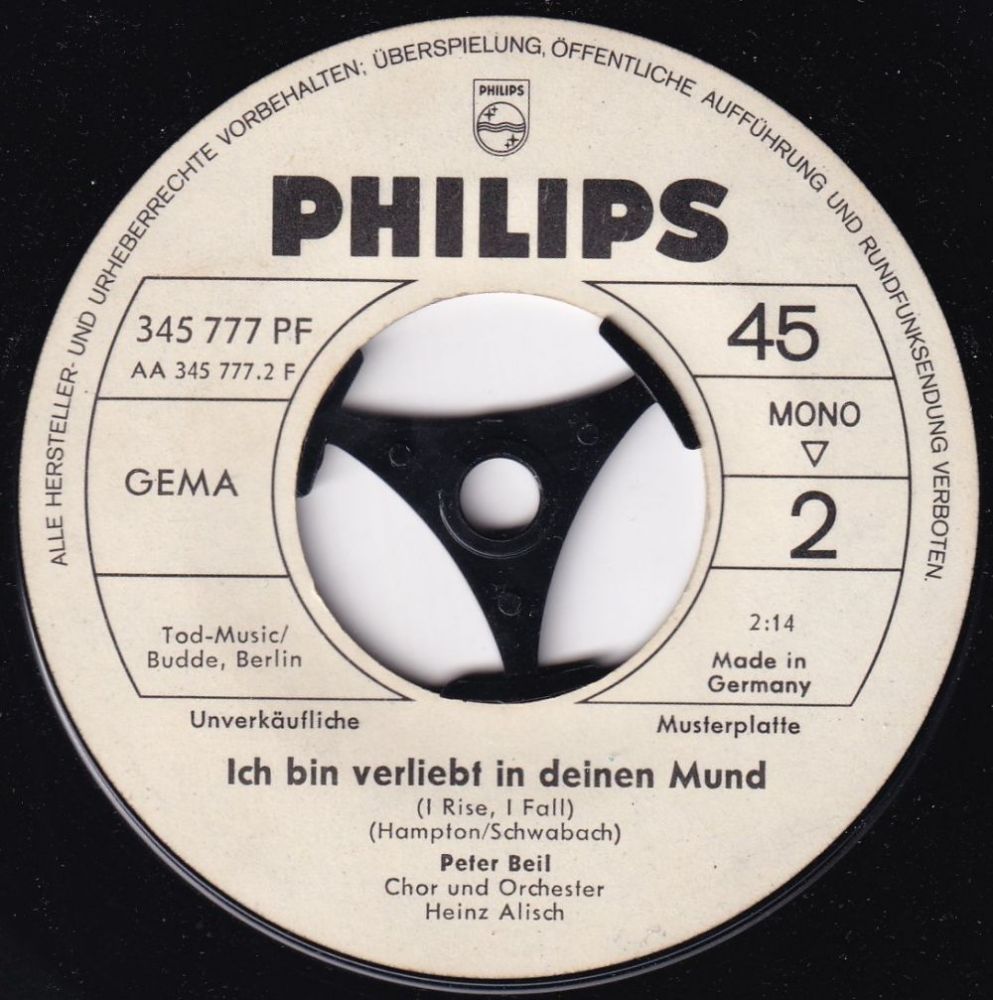 ALLE HERSTELLER- UND URHEBERRECHTE VORBEHALTEN; ÜBERSPIELUNG, ÖFFENTLICHE AUFFÜHRUNG UND RUNDFUNKSENDUNG VERBOTEN.
PHILIPS
PHILIPS
345 777 PF
AA 345 777.2 F
45
MONO
2
GEMA
Tod-Music/
Budde, Berlin
2:14
Made in
Germany
Unverkäufliche Musterplatte
Ich bin verliebt in deinen Mund
(I Rise, I Fall)
(Hampton/Schwabach)
Peter Beil
Chor und Orchester
Heinz Alisch